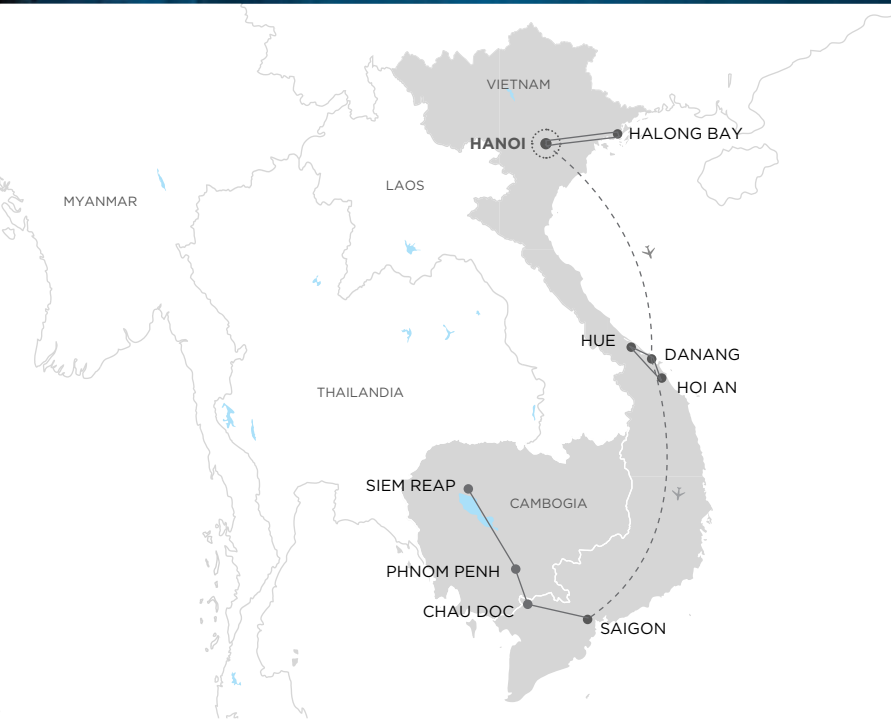 VIETNAM
HALONG BAY
HANOI
LAOS
MYANMAR
HUE
DANANG
HOI AN
THAILANDIA
SIEM REAP
CAMBOGIA
PHNOM PENH
CHAU DOC
SAIGON